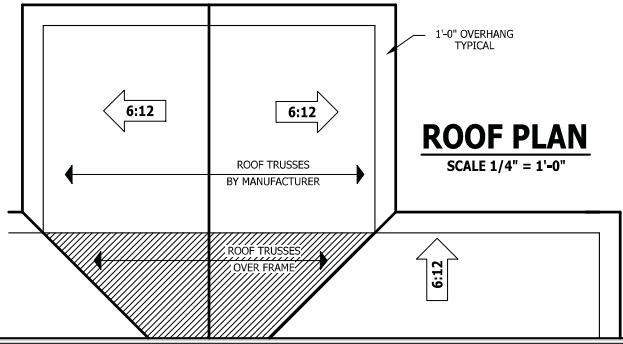 1'-0" OVERHANG
TYPICAL
6:12
6:12
ROOF PLAN
SCALE 1/4" = 1'-0"
ROOF TRUSSES
BY MANUFACTURER
ROOF TRUSSES
OVER FRAME
6:12